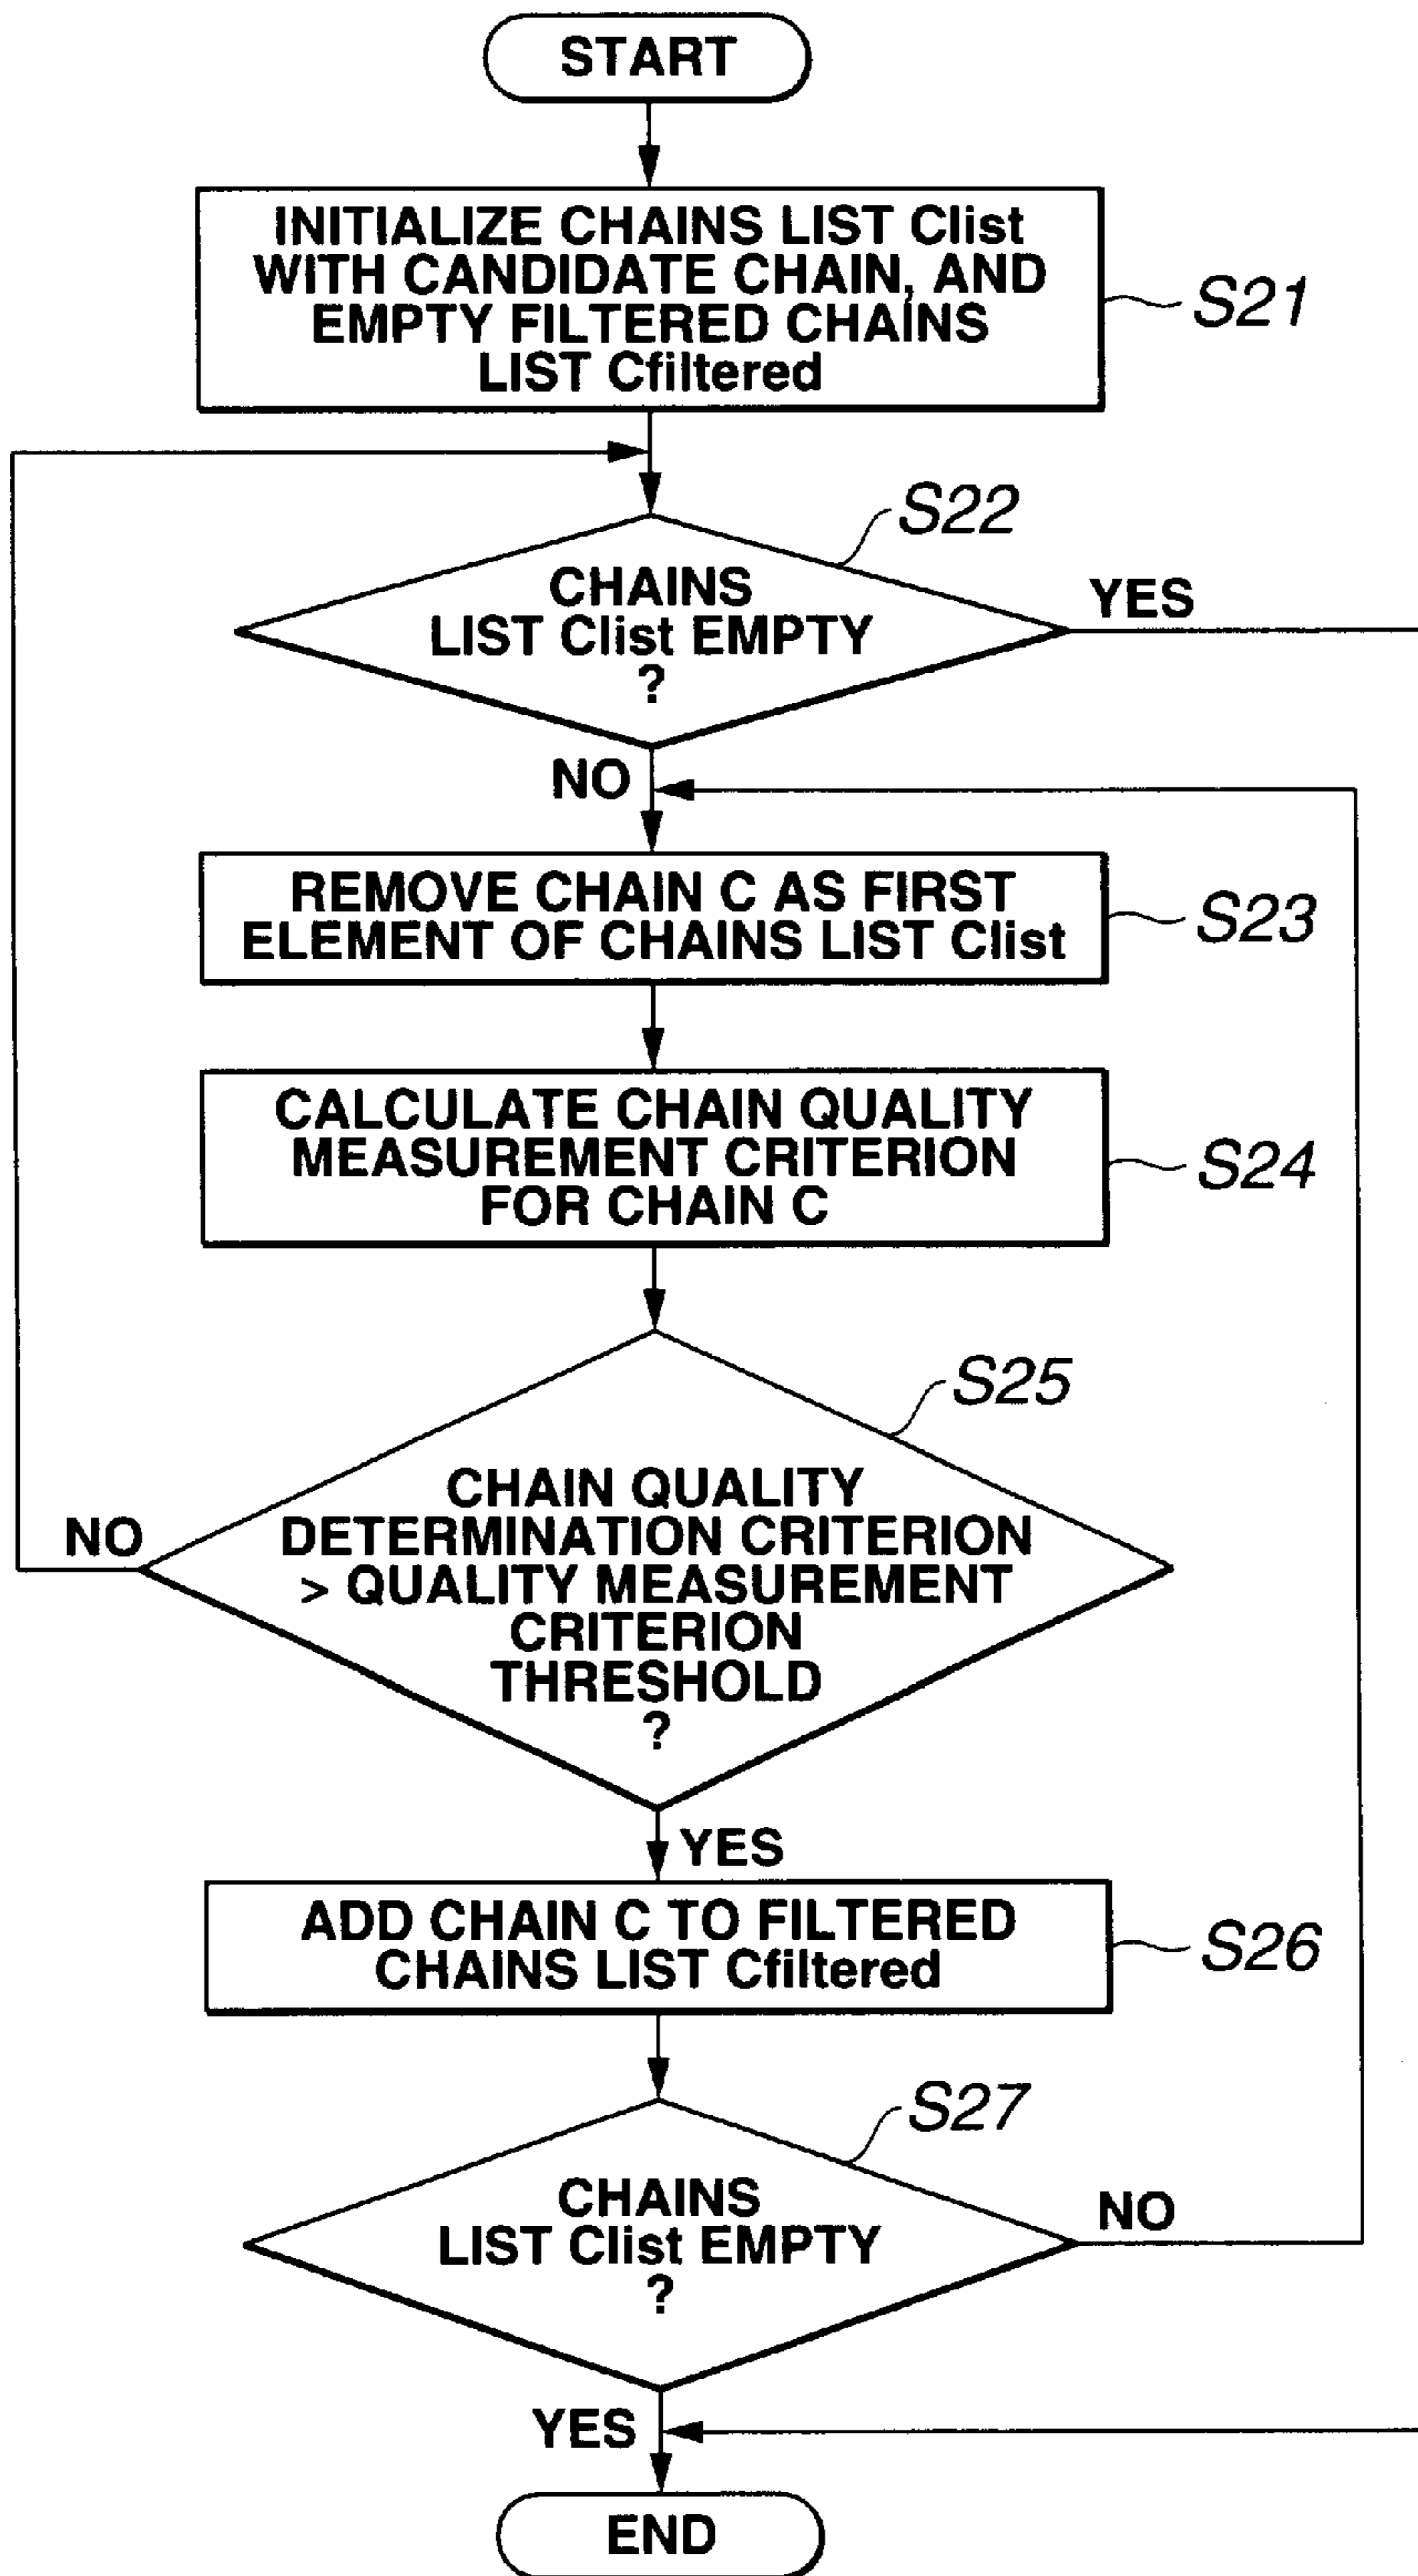 START
INITIALIZE CHAINS LIST Clist
WITH CANDIDATE CHAIN, AND
EMPTY FILTERED CHAINS
LIST Cfiltered
S21
S22
CHAINS
LIST Clist EMPTY
?
YES
NO
REMOVE CHAIN C AS FIRST
ELEMENT OF CHAINS LIST Clist
S23
CALCULATE CHAIN QUALITY
MEASUREMENT CRITERION
FOR CHAIN C
S24
S25
CHAIN QUALITY
DETERMINATION CRITERION
> QUALITY MEASUREMENT
CRITERION
THRESHOLD
?
NO
YES
ADD CHAIN C TO FILTERED
CHAINS LIST Cfiltered
S26
S27
CHAINS
LIST Clist EMPTY
?
NO
YES
END